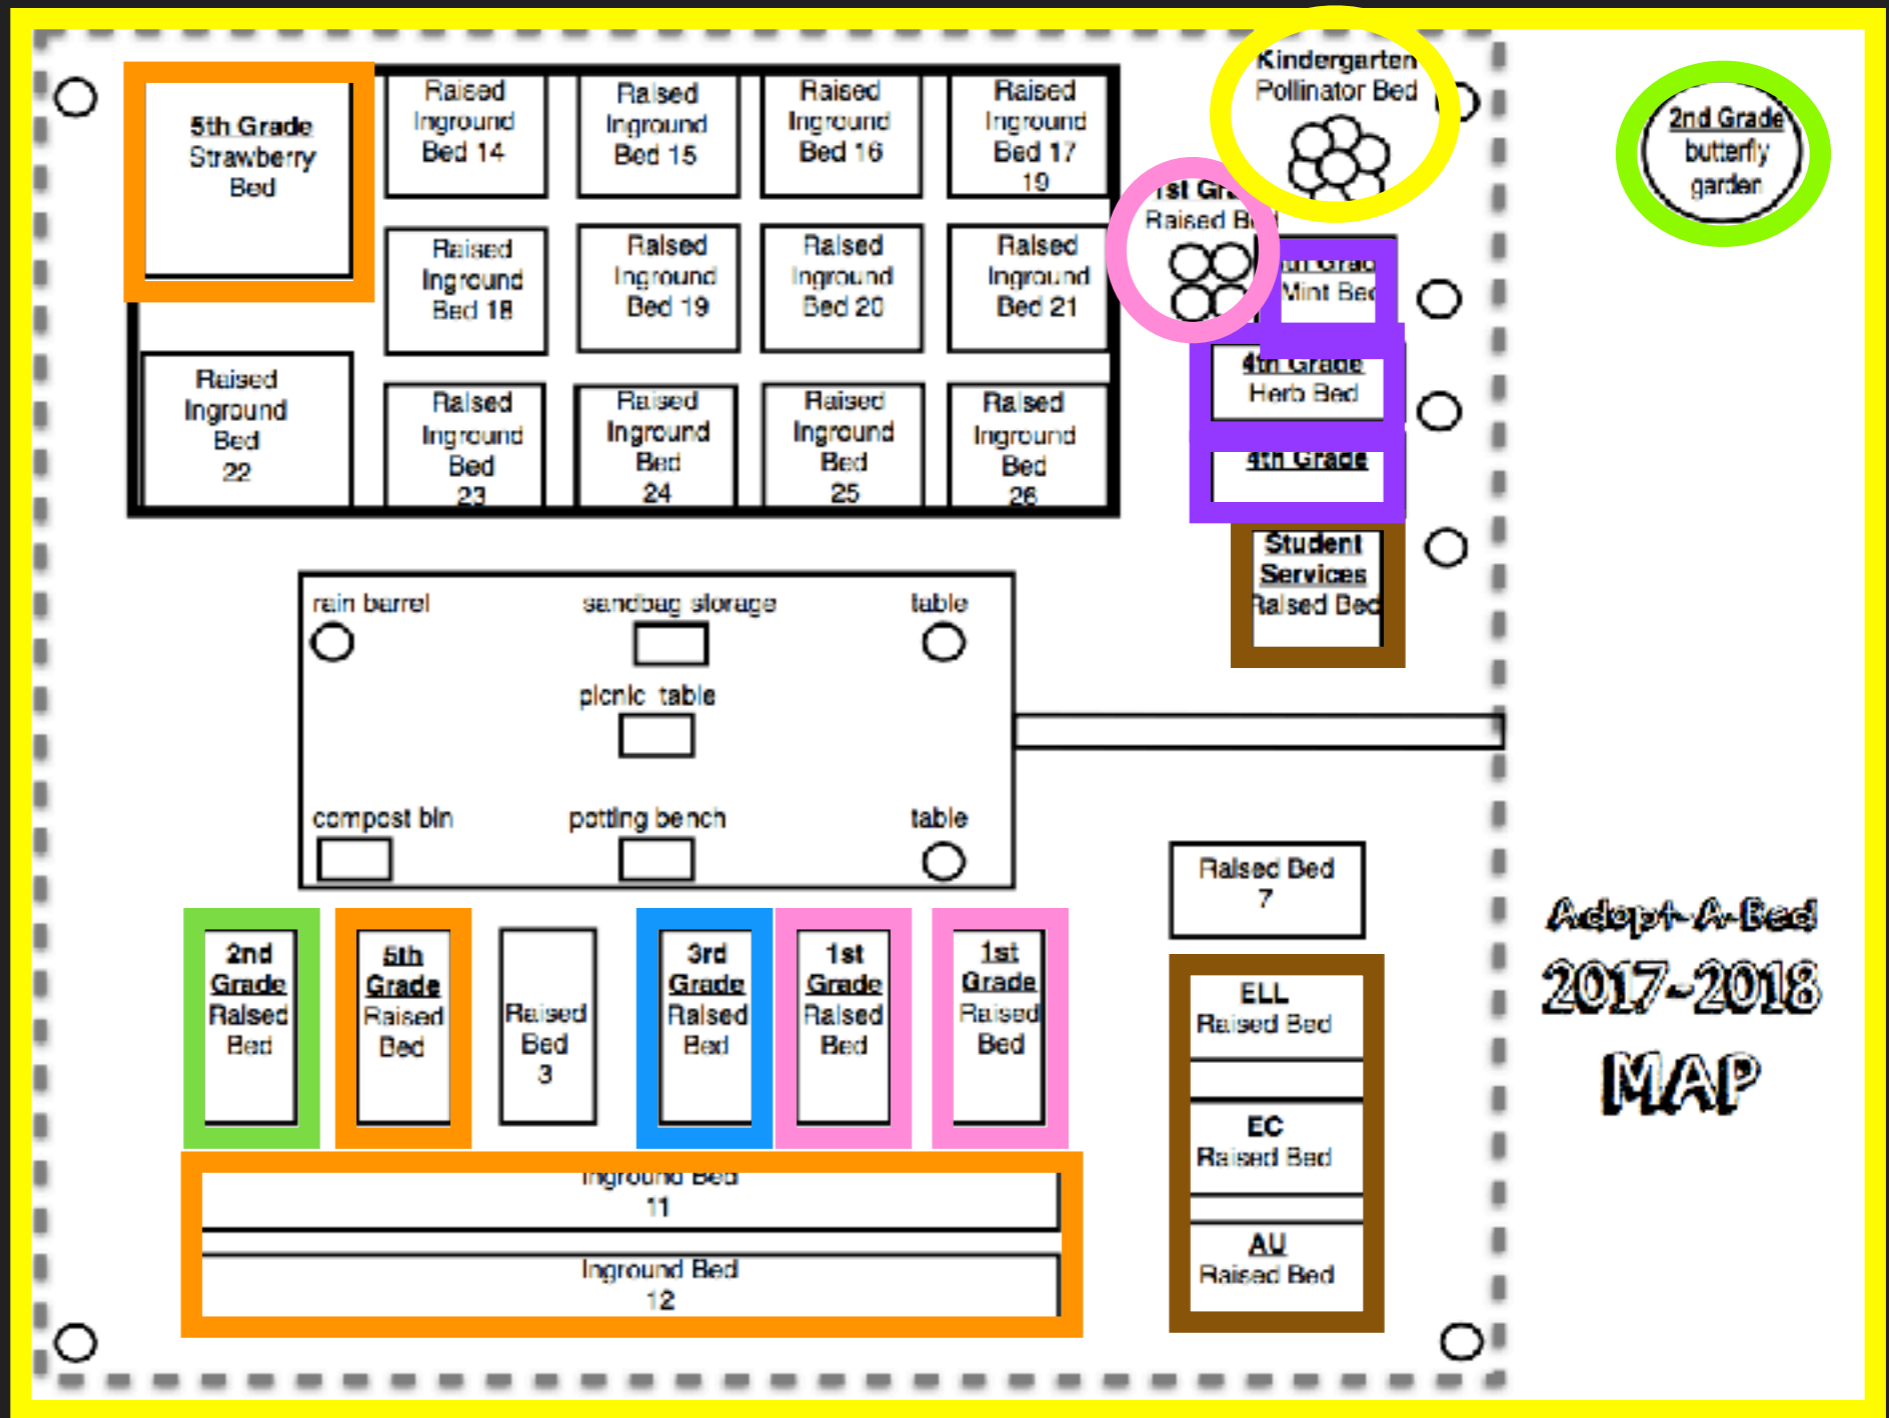 5th Grade
Strawberry
Bed
Raised
Inground
Bed 14
Raised
Inground
Bed 15
Raised
Inground
Bed 16
Raised
Inground
Bed 17
19
Kindergarten
Pollinator Bed
2nd Grade
butterfly
garden
1st
Raised Bed
Raised
Inground
Bed 18
Raised
Inground
Bed 19
Raised
Inground
Bed 20
Raised
Inground
Bed 21
Mint Bed
4th Grade
Herb Bed
4th Grade
Raised
Inground
Bed
22
Raised
Inground
Bed
23
Raised
Inground
Bed
24
Raised
Inground
Bed
25
Raised
Inground
Bed
26
Student
Services
Raised Bed
rain barrel
sandbag storage
table
picnic table
compost bin
potting bench
table
Raised Bed
7
2nd
Grade
Raised
Bed
5th
Grade
Raised
Bed
Raised
Bed
3
3rd
Grade
Raised
Bed
1st
Grade
Raised
Bed
1st
Grade
Raised
Bed
ELL
Raised Bed
EC
Raised Bed
AU
Raised Bed
Inground Bed
11
Inground Bed
12
Adopt-A-Bed
2017-2018
MAP